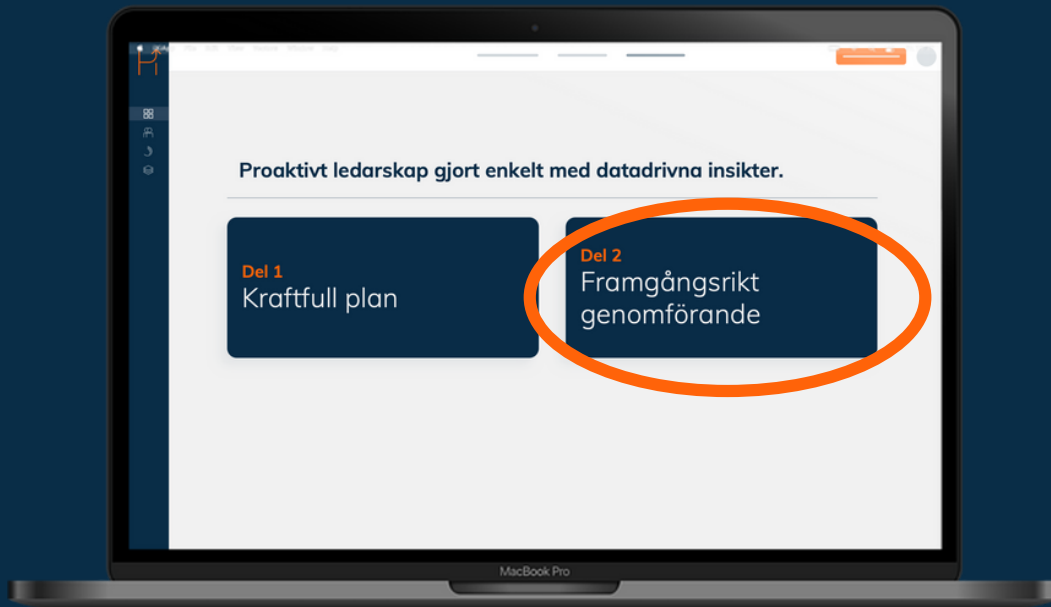 Proaktivt ledarskap gjort enkelt med datadrivna insikter.
Del 1
Kraftfull plan
Del 2
Framgångsrikt
genomförande
MacBook Pro